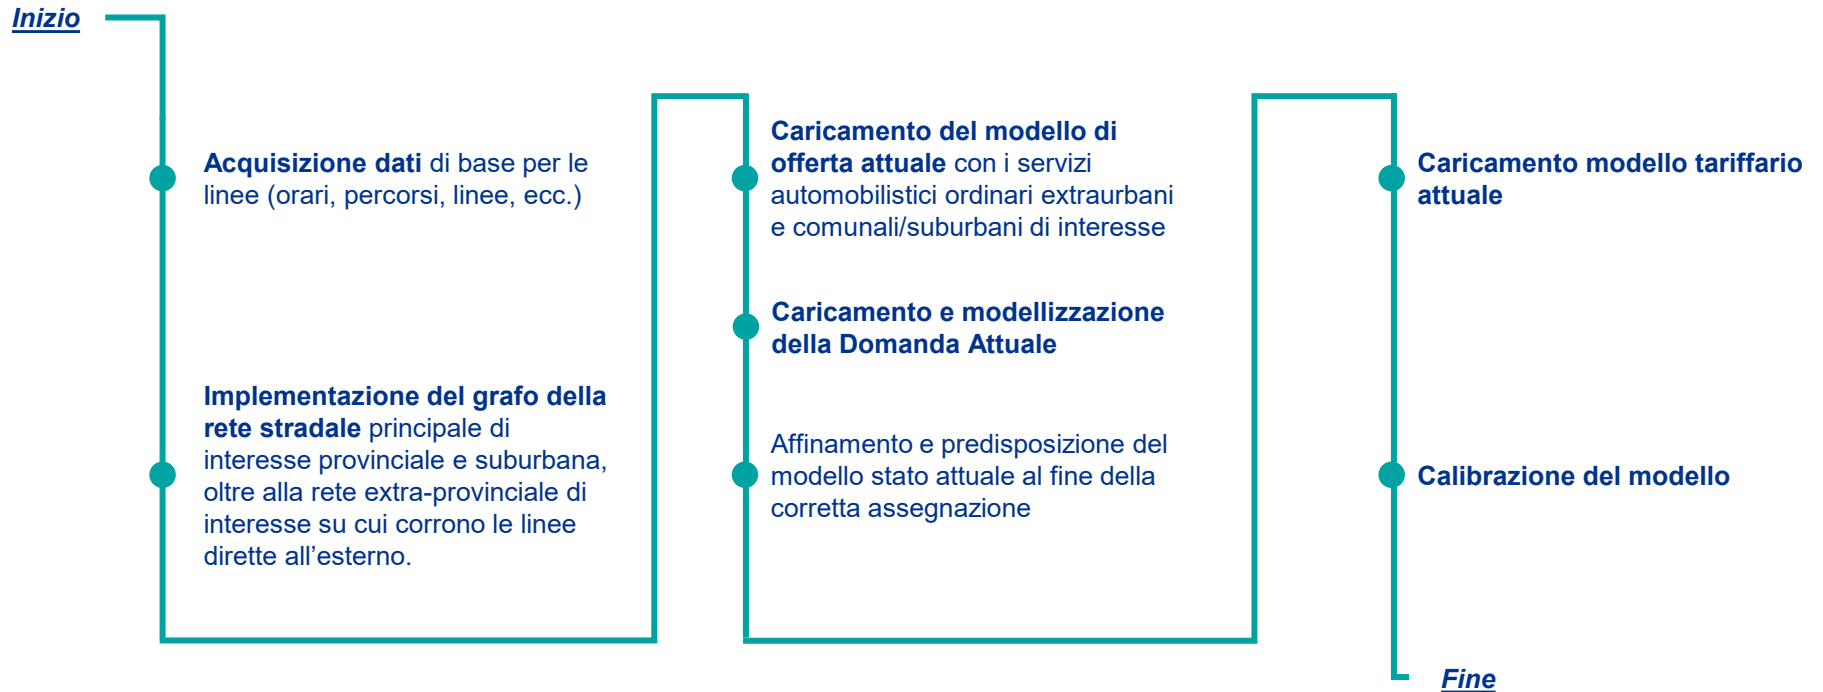 Inizio
Acquisizione dati di base per le
linee (orari, percorsi, linee, ecc.)
Implementazione del grafo della
rete stradale principale di
interesse provinciale e suburbana,
oltre alla rete extra-provinciale di
interesse su cui corrono le linee
dirette all’esterno.
Caricamento del modello di
offerta attuale con i servizi
automobilistici ordinari extraurbani
e comunali/suburbani di interesse
Caricamento e modellizzazione
della Domanda Attuale
Affinamento e predisposizione del
modello stato attuale al fine della
corretta assegnazione
Caricamento modello tariffario
attuale
Calibrazione del modello
Fine